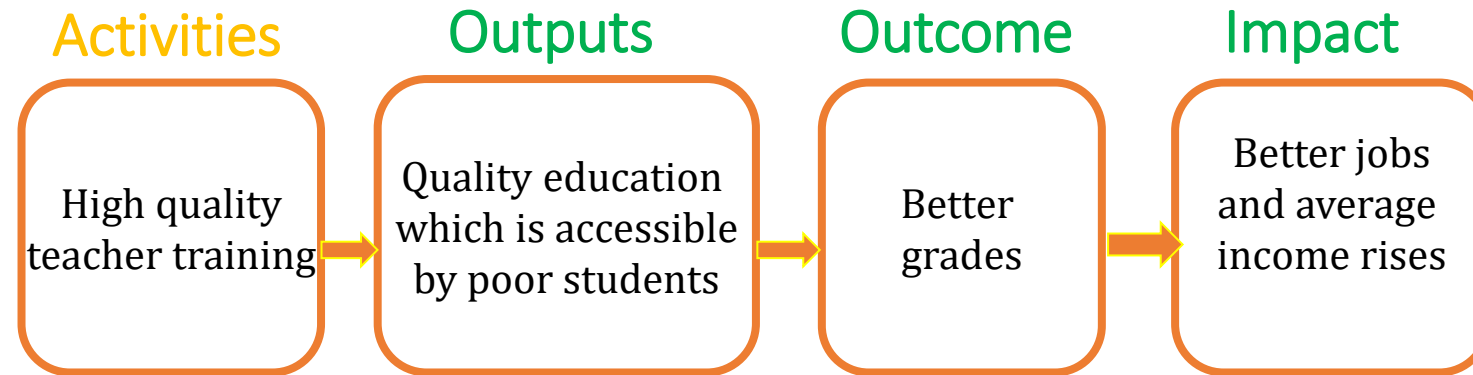 Activities
Outputs
Outcome
Impact
High quality
teacher training
Quality education
which is accessible
by poor students
Better
grades
Better jobs
and average
income rises